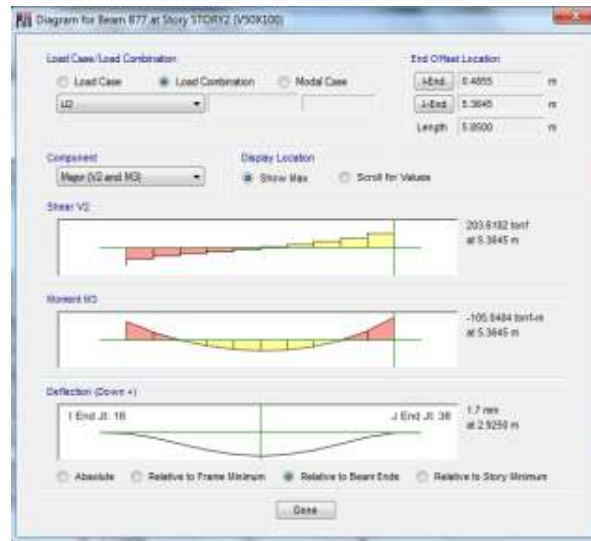 Diagram for Beam B77 at Story STORY2 (V50X100)
Load Case/Load Combination
End Offset Location
Load Case
Load Combination
Modal Case
I-End
0.4855
m
J-End
5.3645
m
Length
5.8500
m
Component
Display Location
Major (V2 and M3)
Show Max
Scroll for Values
Shear V2
203.6182 tonf
at 5.3645 m
Moment M3
tonf-m
at 5.3645 m
Deflection (Down +)
I End Jt: 16
J End Jt: 38
1.7 mm
at 2.9250 m
Absolute
Relative to Frame Minimum
Relative to Beam Ends
Relative to Story Minimum
Done